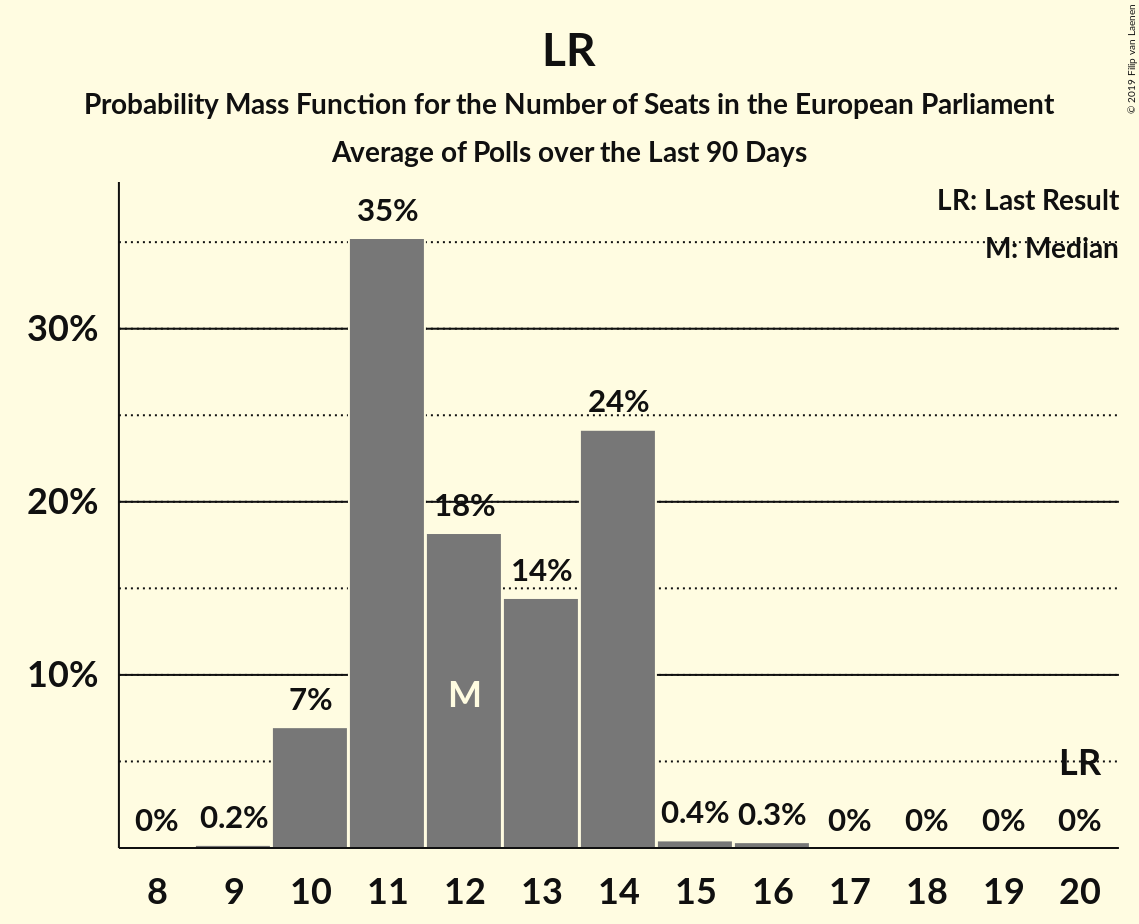 LR
Probability Mass Function for the Number of Seats in the European Parliament
Average of Polls over the Last 90 Days
© 2019 Filip van Laenen
LR: Last Result
M: Median
35%
30%
24%
20%
18%
14%
10%
7%
M
LR
0% 0.2% 0.4% 0.3% 0% 0% 0% 0%
8 9 10 11 12 13 14 15 16 17 18 19 20